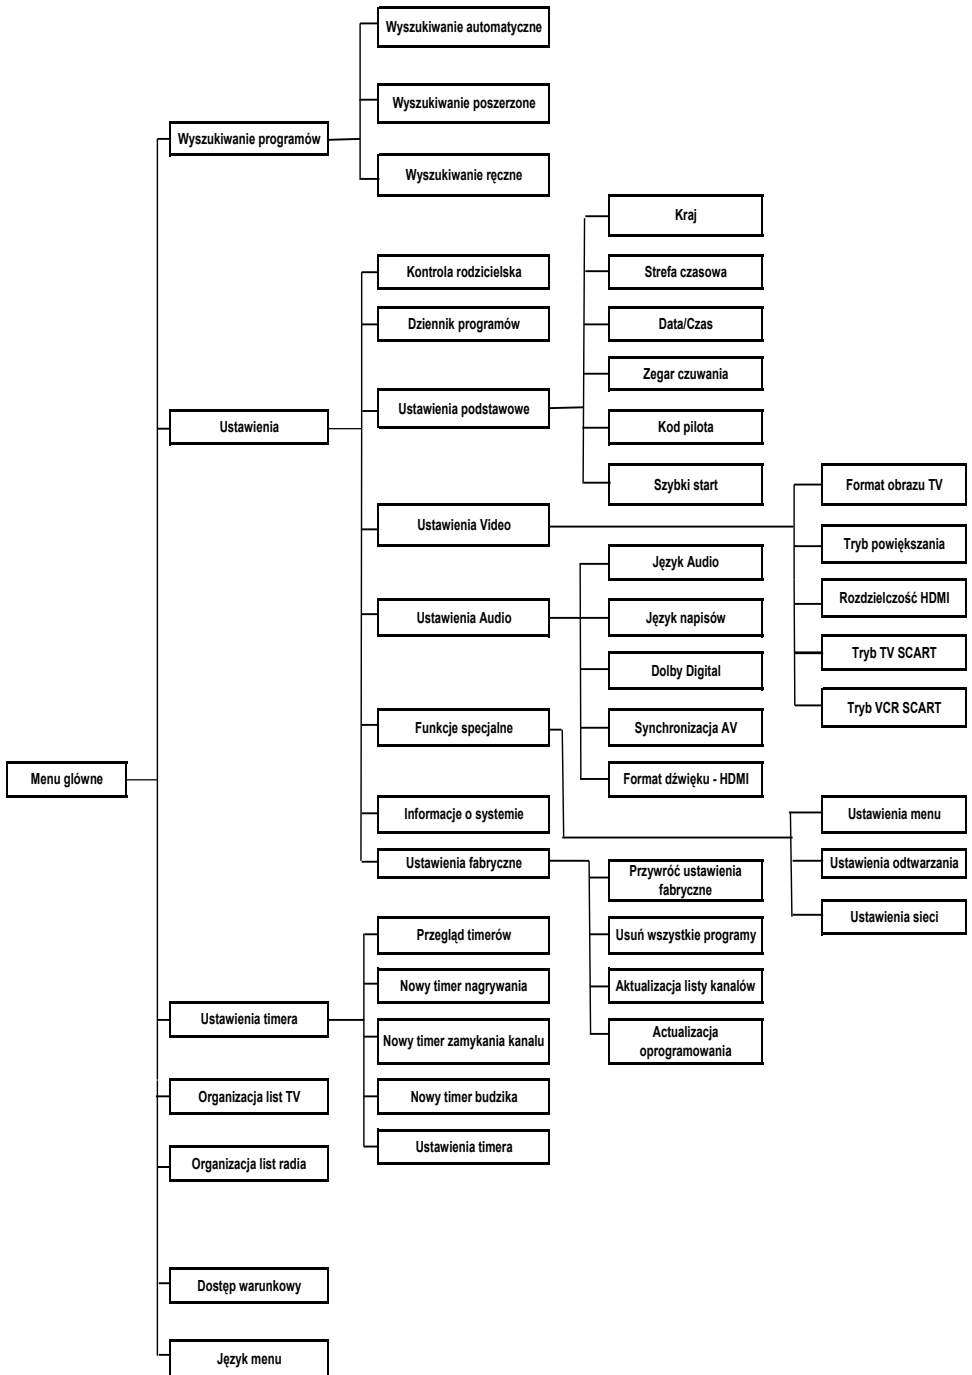 Wyszukiwanie automatyczne
Wyszukiwanie poszerzone
Wyszukiwanie programów
Wyszukiwanie ręczne
Kraj
Kontrola rodzicielska
Strefa czasowa
Dziennik programów
Data/Czas
Zegar czuwania
Ustawienia podstawowe
Ustawienia
Kod pilota
Szybki start
Format obrazu TV
Ustawienia Video
Tryb powiększania
Język Audio
Rozdzielczość HDMI
Ustawienia Audio
Język napisów
Tryb TV SCART
Dolby Digital
Tryb VCR SCART
Funkcje specjalne
Synchronizacja AV
Menu glówne
Format dźwięku - HDMI
Informacje o systemie
Ustawienia menu
Ustawienia fabryczne
Ustawienia odtwarzania
Przywróć ustawienia
fabryczne
Ustawienia sieci
Przegląd timerów
Usuń wszystkie programy
Nowy timer nagrywania
Aktualizacja listy kanałów
Ustawienia timera
Nowy timer zamykania kanalu
Actualizacja
oprogramowania
Organizacja list TV
Nowy timer budzika
Ustawienia timera
Organizacja list radia
Dostęp warunkowy
Język menu